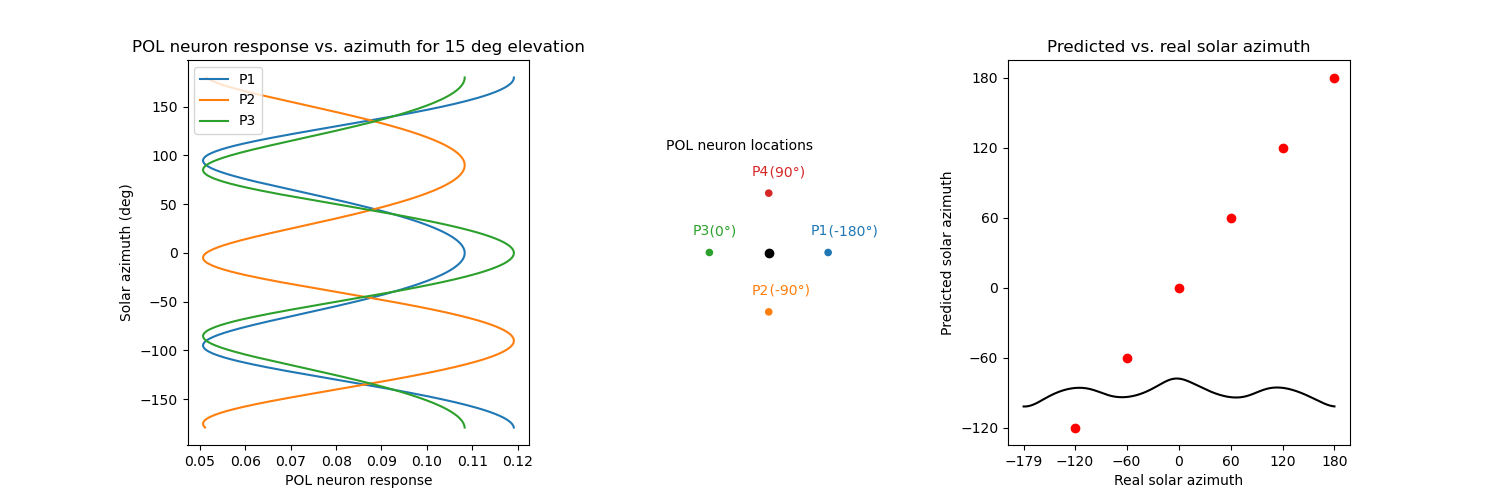 POL neuron response vs. azimuth for 15 deg elevation
P1
P2
P3
150
100
50
0
−50
−100
−150
Solar azimuth (deg)
0.05 0.06 0.07 0.08 0.09 0.10 0.11 0.12
POL neuron response
POL neuron locations
P4(90°)
P3(0°) P1(-180°)
P2(-90°)
Predicted vs. real solar azimuth
180
120
60
0
−60
−120
Predicted solar azimuth
−179 −120 −60 0 60 120 180
Real solar azimuth